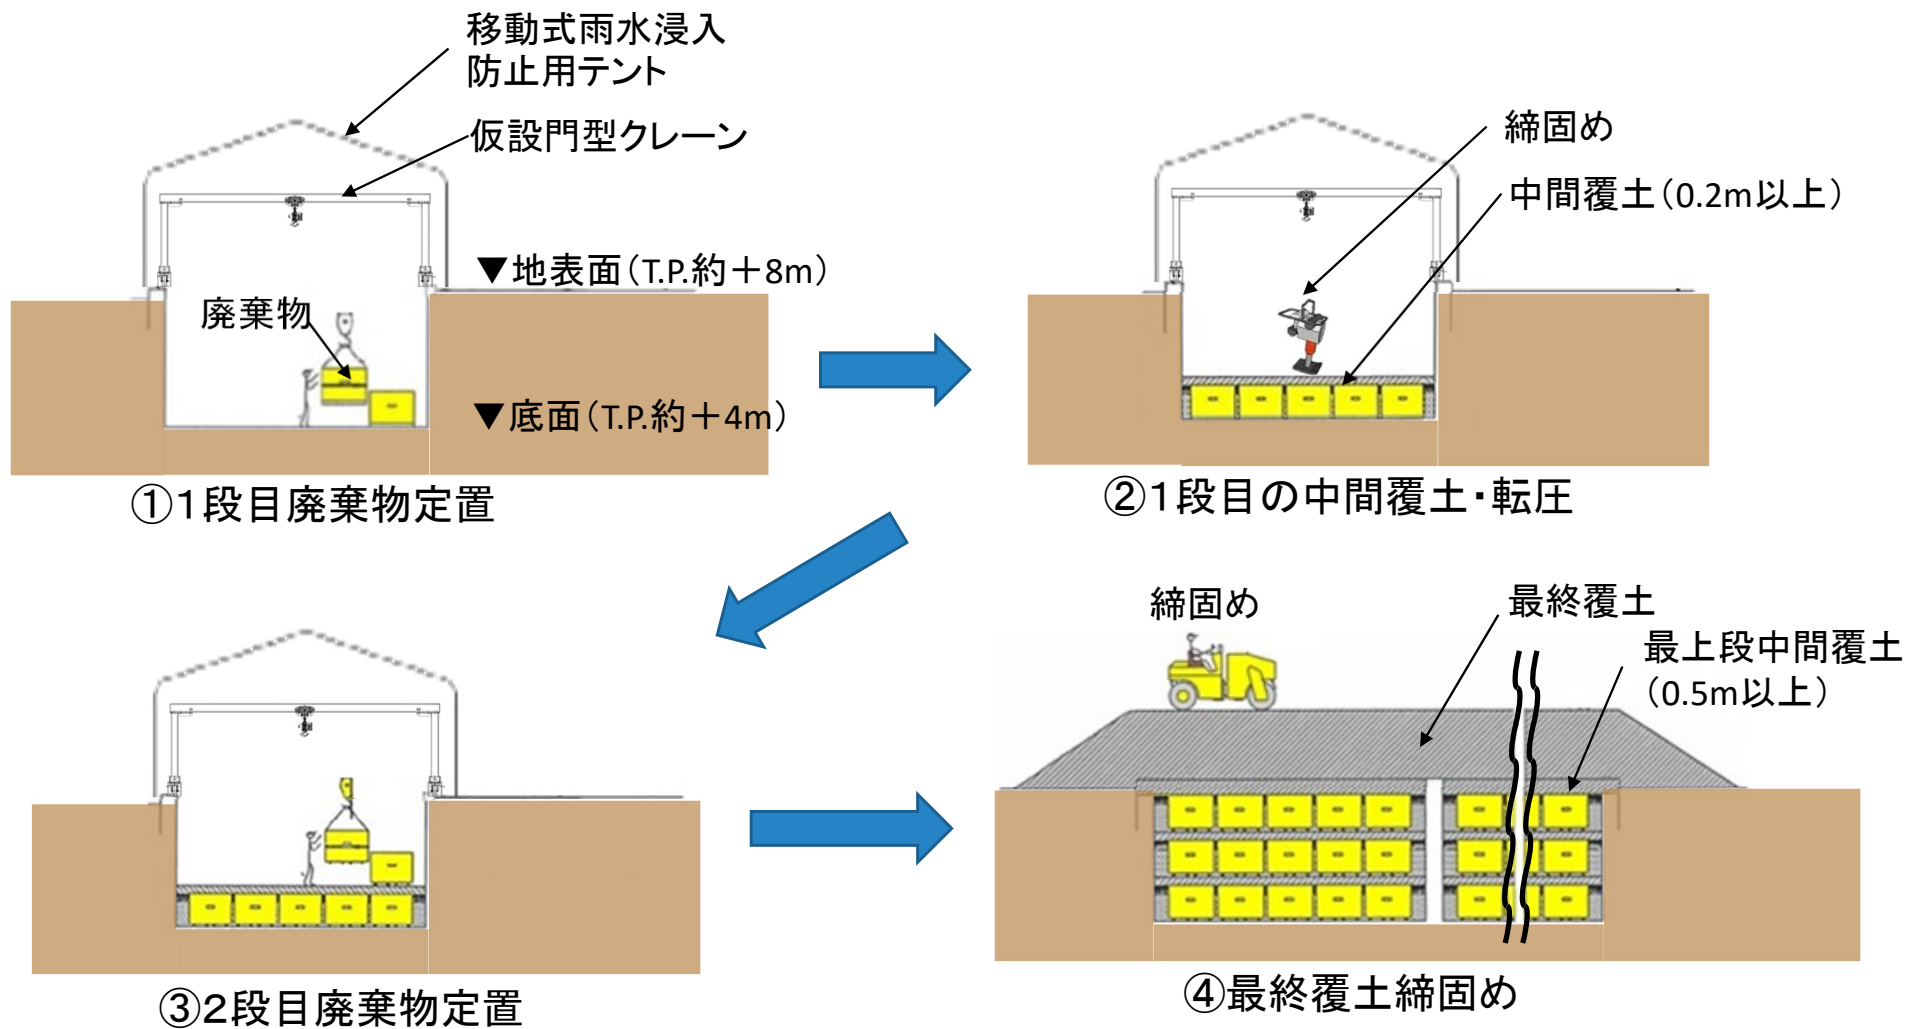 移動式雨水浸入
防止用テント
仮設門型クレーン
▼地表面（T.P.約＋8m）
廃棄物
▼底面（T.P.約＋4m）
①１段目廃棄物定置
締固め
中間覆土（0.2m以上）
②１段目の中間覆土・転圧
③２段目廃棄物定置
締固め
最終覆土
最上段中間覆土
（0.5m以上）
④最終覆土締固め